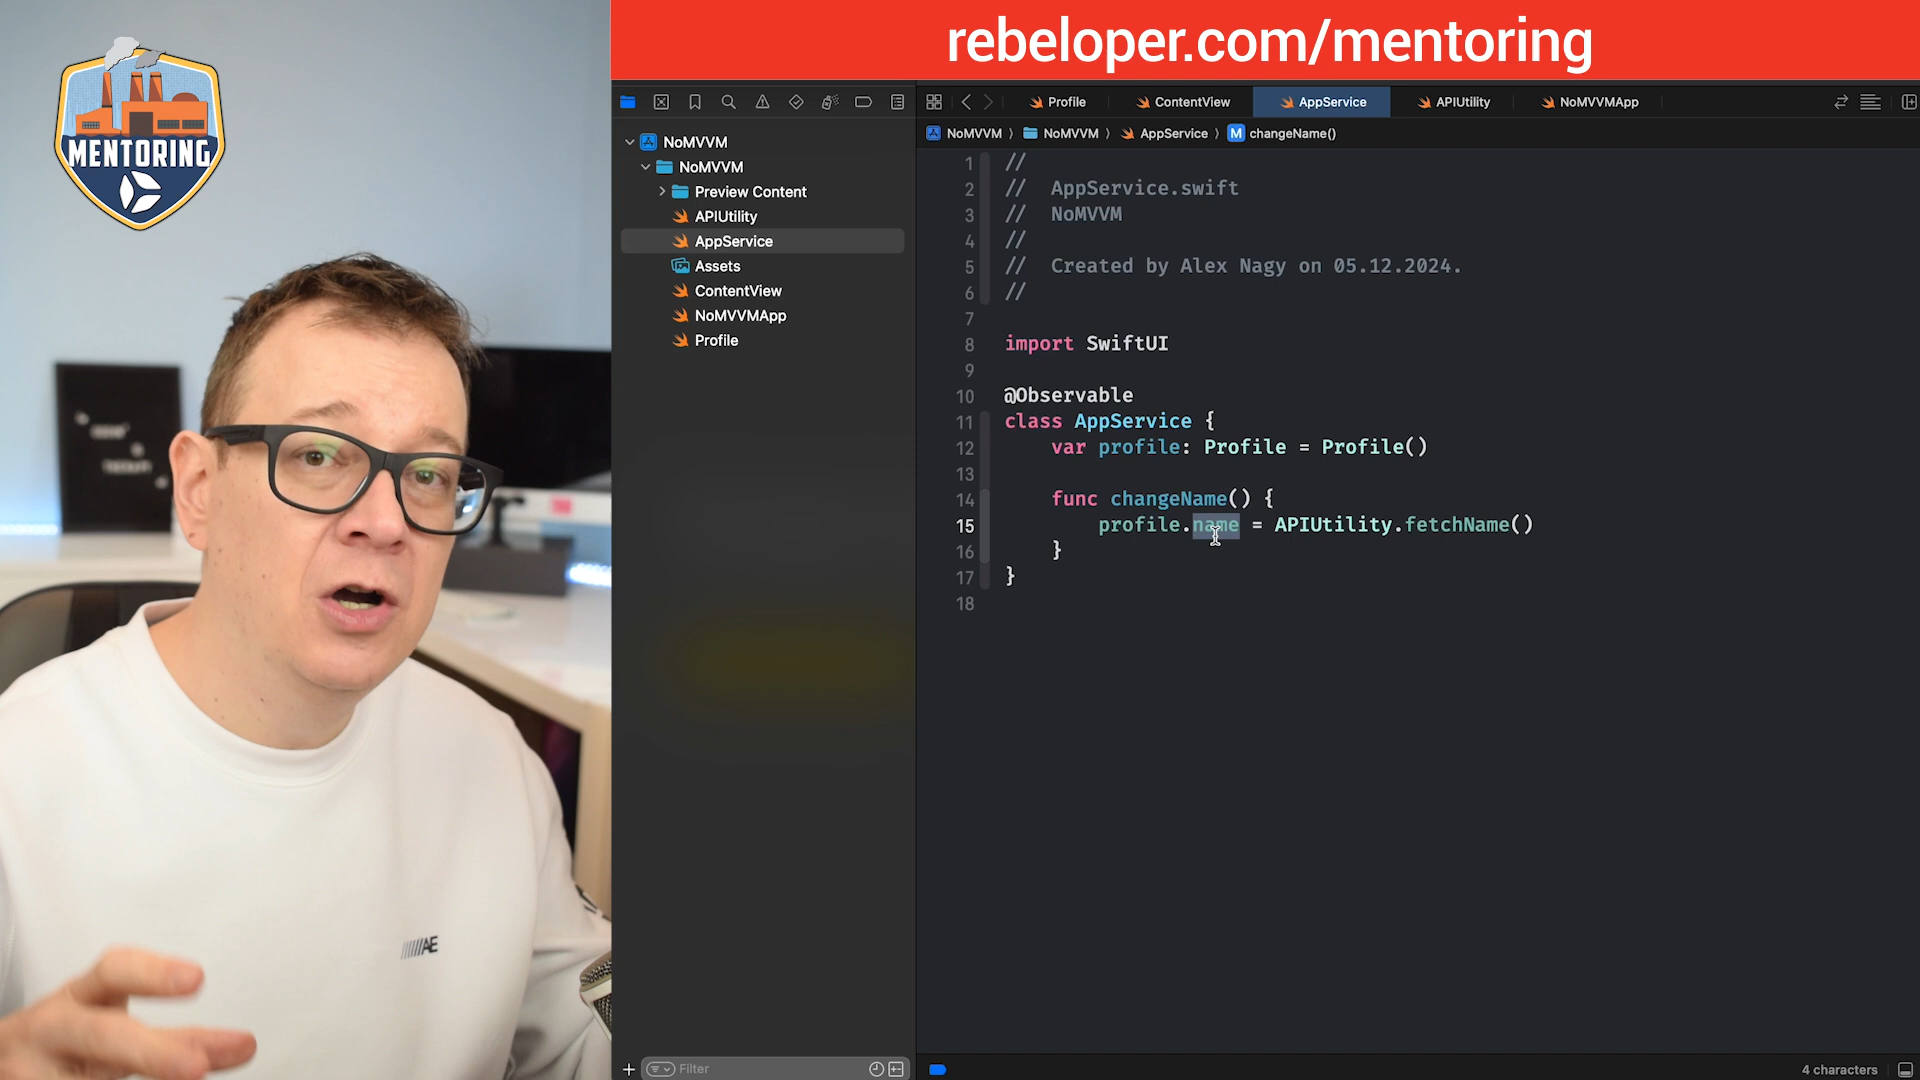 MENTORING
rebeloper.com/mentoring
Profile
ContentView
AppService
APIUtility
NoMVVMApp
NoMVVM
NoMVVM
AppService
M
changeName()
NoMVVM
NoMVVM
Preview Content
APIUtility
AppService
Assets
ContentView
NoMVVMApp
Profile
1 //
2 // AppService.swift
3 // NoMVVM
4 //
5 // Created by Alex Nagy on 05.12.2024.
6 //
7
8 import SwiftUI
9
10 @Observable
11 class AppService {
12 var profile: Profile = Profile()
13
14 func changeName() {
15 profile.name = APIUtility.fetchName()
16 }
17 }
18
AE
Filter
4 characters